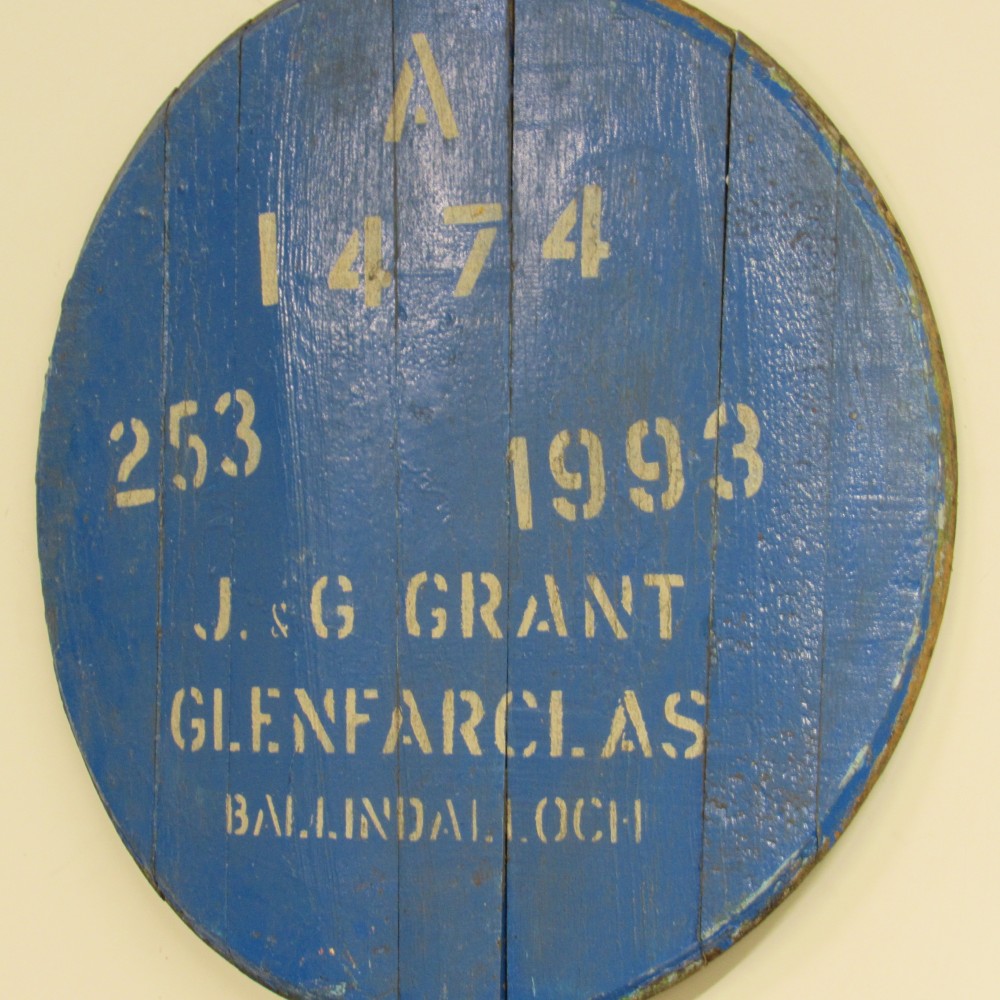 A
1474
253 1993
J. & G GRANT
GLENFARCLAS
BALLINDALLOCH